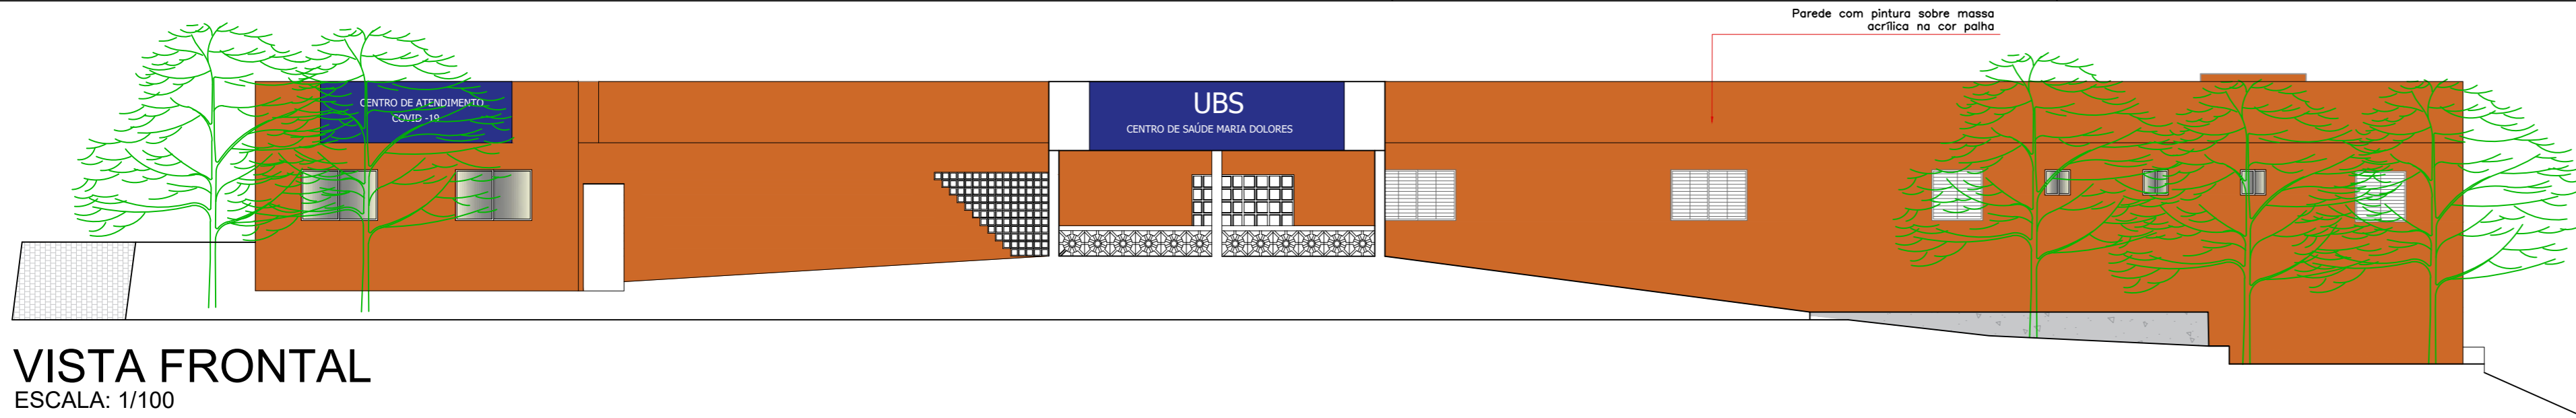 Parede com pintura sobre massa
acrílica na cor palha
CENTRO DE ATENDIMENTO
COVID -19
UBS
CENTRO DE SAÚDE MARIA DOLORES
VISTA FRONTAL
ESCALA: 1/100